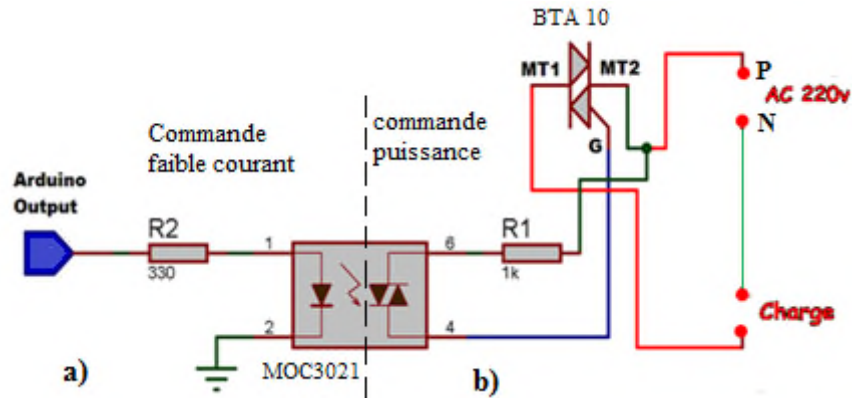 BTA 10
MT1
MT2
P
AC 220v
N
Commande
faible courant
commande
puissance
G
Arduino
Output
R2
330
1
2
6
4
R1
1k
Charge
MOC3021
a)
b)